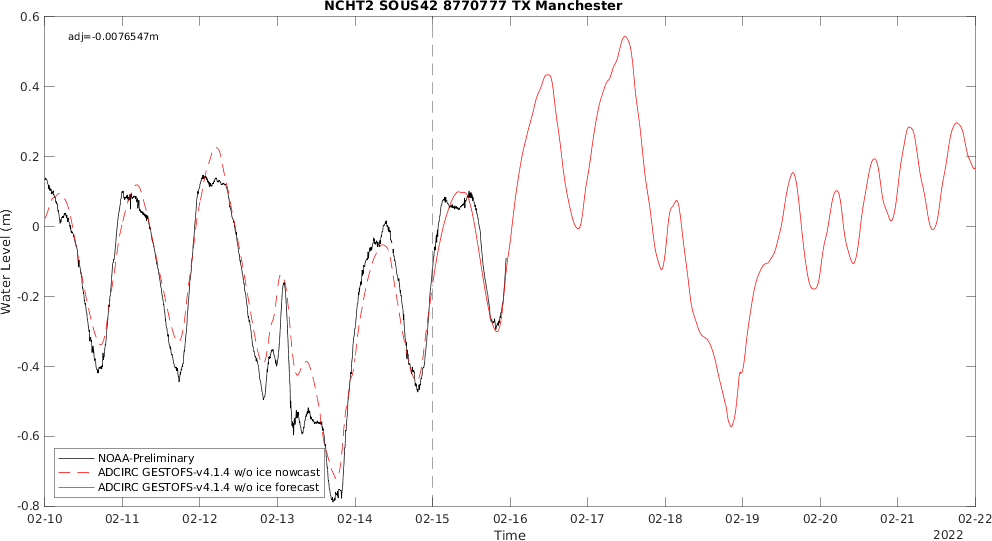 NCHT2 SOUS42 8770777 TX Manchester
adj=-0.0076547m
0.6
0.4
0.2
0
-0.2
-0.4
-0.6
-0.8
Water Level (m)
NOAA-Preliminary
ADCIRC GESTOFS-v4.1.4 w/o ice nowcast
ADCIRC GESTOFS-v4.1.4 w/o ice forecast
02-10 02-11 02-12 02-13 02-14 02-15 02-16 02-17 02-18 02-19 02-20 02-21 02-22
Time
2022